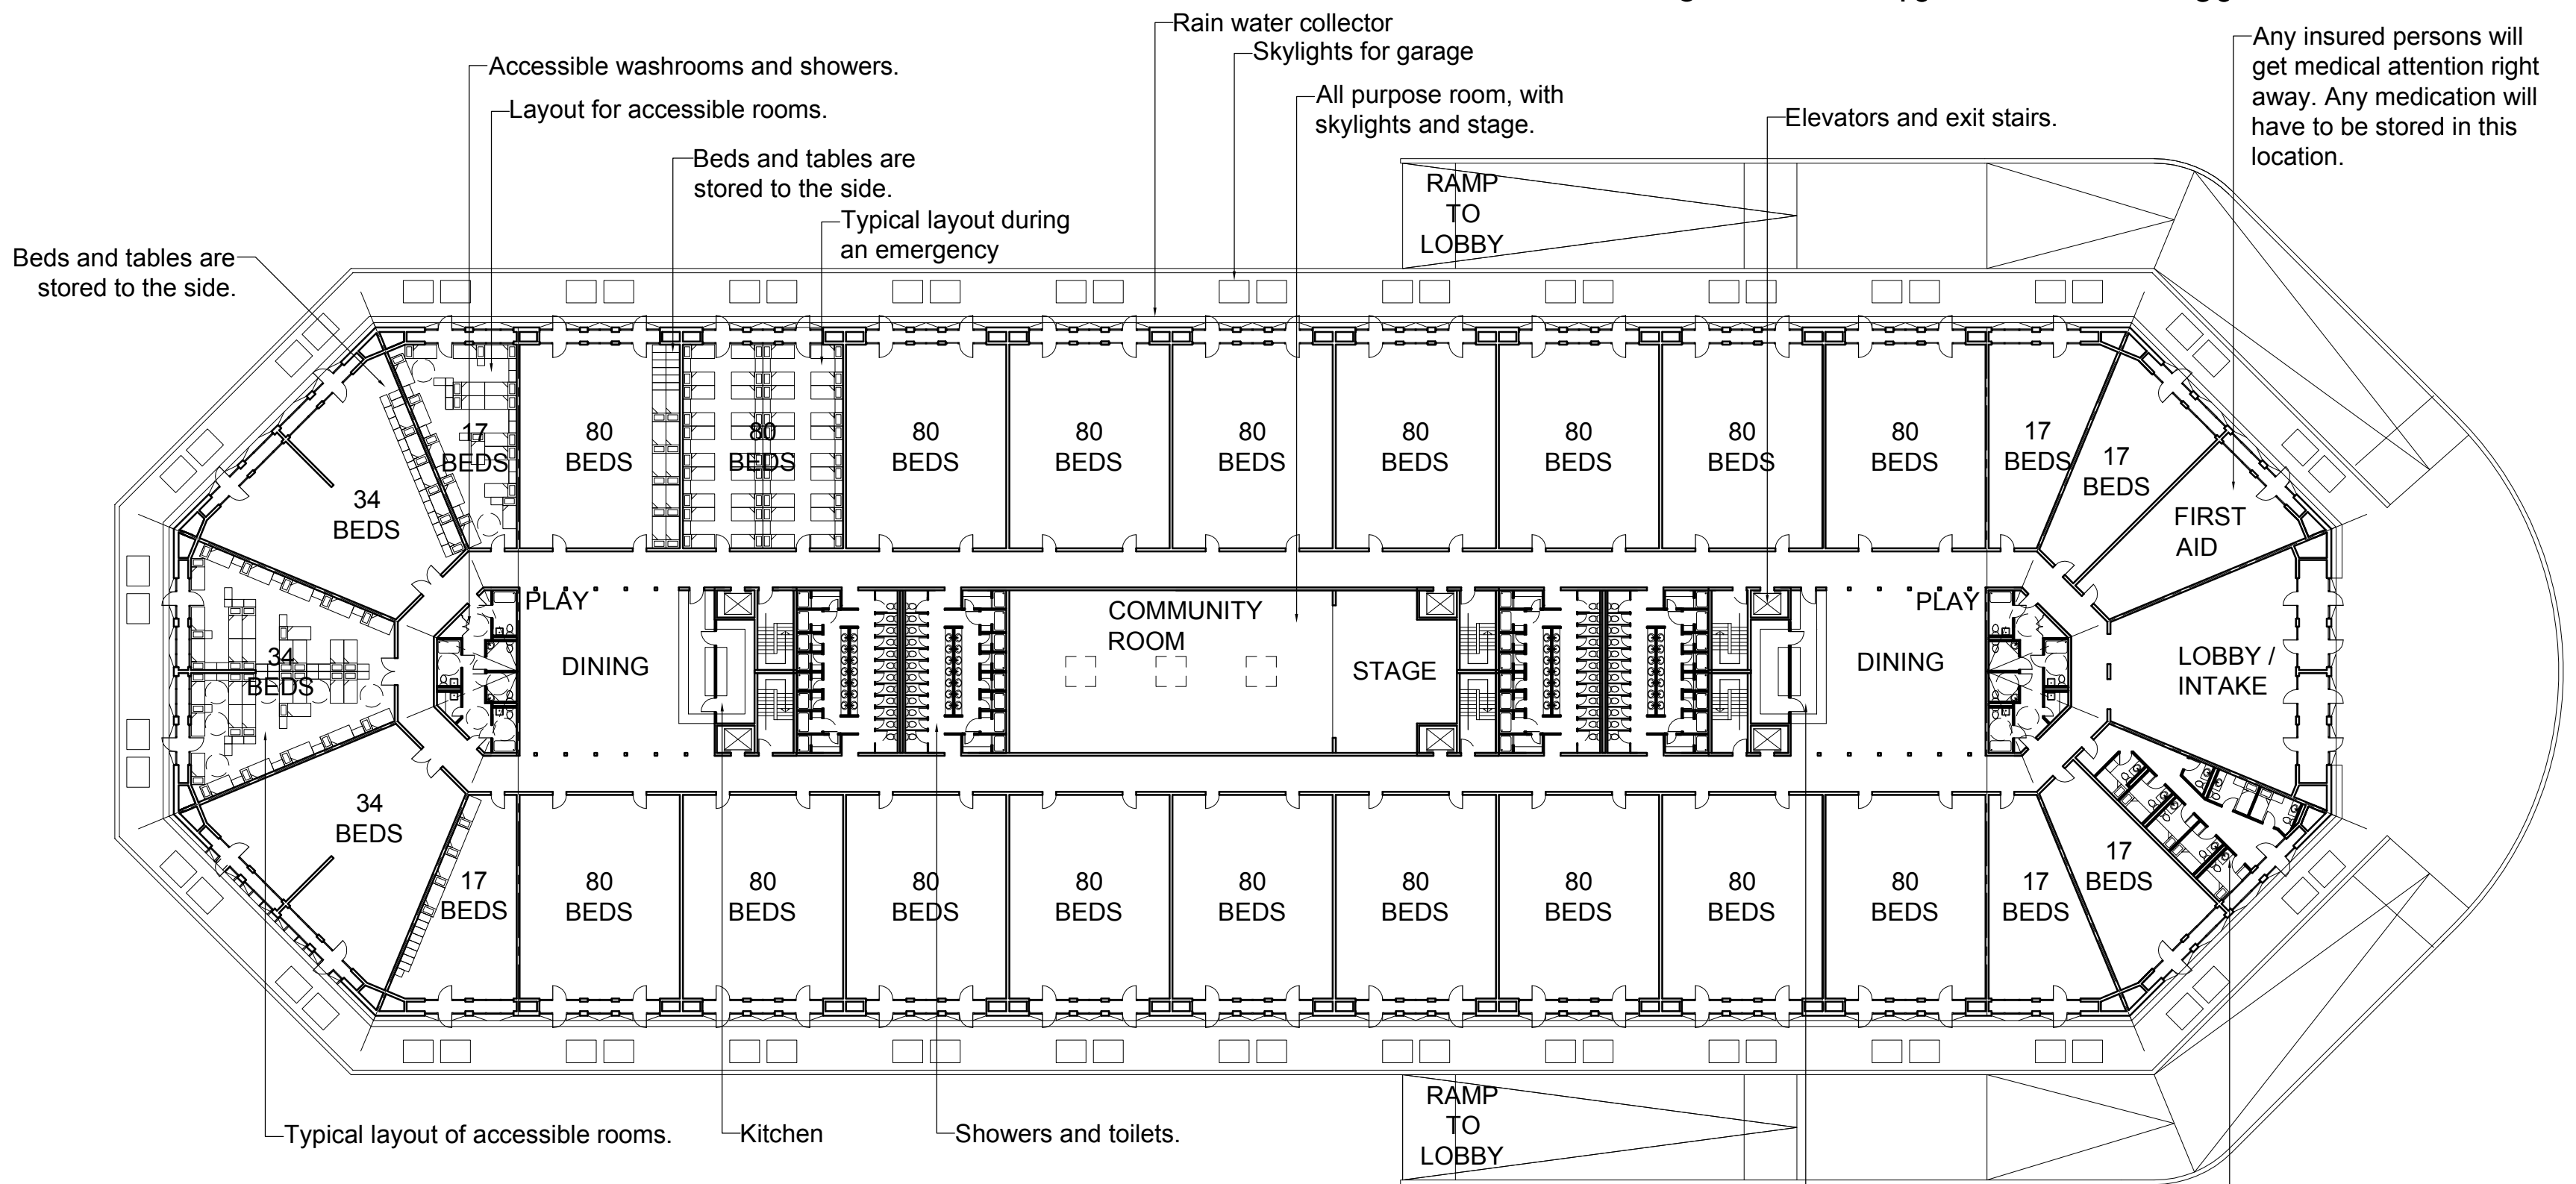 Rain water collector
Skylights for garage
Any insured persons will
get medical attention right
away. Any medication will
have to be stored in this
location.
Accessible washrooms and showers.
Layout for accessible rooms.
All purpose room, with
skylights and stage.
Elevators and exit stairs.
Beds and tables are
stored to the side.
Typical layout during
an emergency
Beds and tables are
stored to the side.
RAMP
TO
LOBBY
17
BEDS
80
BEDS
80
BEDS
80
BEDS
80
BEDS
80
BEDS
80
BEDS
80
BEDS
80
BEDS
80
BEDS
17
BEDS
17
BEDS
34
BEDS
FIRST
AID
PLAY
COMMUNITY
ROOM
PLAY
DINING
STAGE
DINING
LOBBY /
INTAKE
34
BEDS
34
BEDS
17
BEDS
80
BEDS
80
BEDS
80
BEDS
80
BEDS
80
BEDS
80
BEDS
80
BEDS
80
BEDS
80
BEDS
17
BEDS
17
BEDS
RAMP
TO
LOBBY
Typical layout of accessible rooms.
Kitchen
Showers and toilets.